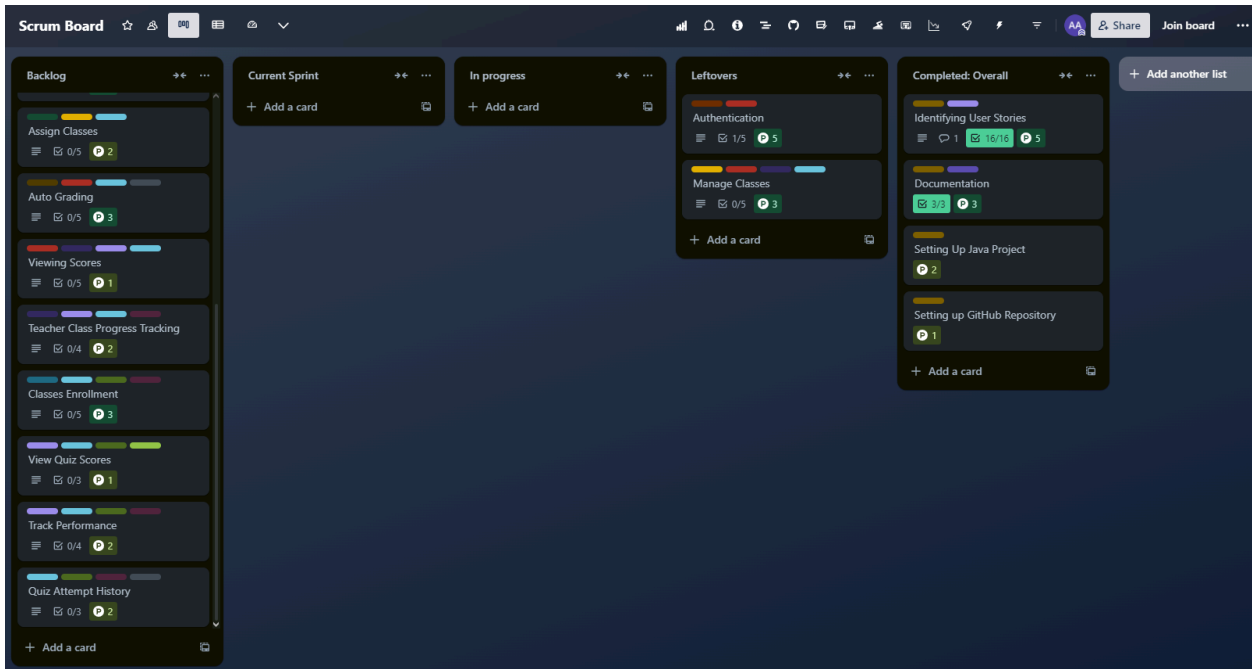 Scrum Board
Share
Join board
AA
Backlog
Assign Classes
0/5 P 2
Auto Grading
0/5 P 3
Viewing Scores
0/5 P 1
Teacher Class Progress Tracking
0/4 P 2
Classes Enrollment
0/5 P 3
View Quiz Scores
0/3 P 1
Track Performance
0/4 P 2
Quiz Attempt History
0/3 P 2
+ Add a card
Current Sprint
+ Add a card
In progress
+ Add a card
Leftovers
Authentication
1/5 P 5
Manage Classes
0/5 P 3
+ Add a card
Completed: Overall
Identifying User Stories
1 16/16 P 5
Documentation
3/3 P 3
Setting Up Java Project
P 2
Setting up GitHub Repository
P 1
+ Add a card
+ Add another list